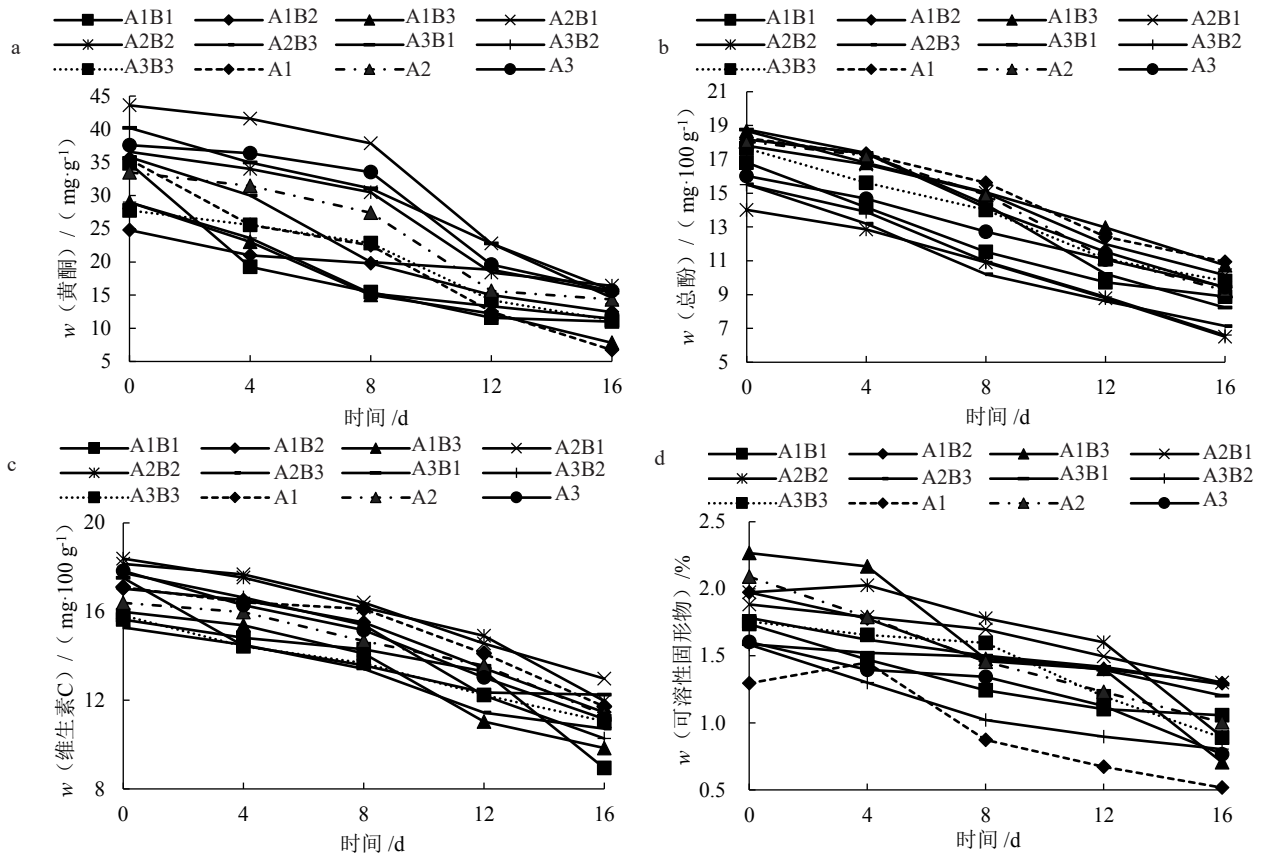 A1B1 A1B2 A1B3 A2B1
a A2B2 A2B3 A3B1 A3B2
A3B3 A1 A2 A3
w（黄酮）/（ mg·g-1）
45
40
35
30
25
20
15
10
5
0 4 8 12 16
时间 /d
A1B1 A1B2 A1B3 A2B1
b A2B2 A2B3 A3B1 A3B2
A3B3 A1 A2 A3
w（总酚）/（ mg·100 g-1）
21
19
17
15
13
11
9
7
5
0 4 8 12 16
时间 /d
A1B1 A1B2 A1B3 A2B1
c A2B2 A2B3 A3B1 A3B2
A3B3 A1 A2 A3
w（维生素C）/（ mg·100 g-1）
20
16
12
8
0 4 8 12 16
时间 /d
A1B1 A1B2 A1B3 A2B1
d A2B2 A2B3 A3B1 A3B2
A3B3 A1 A2 A3
w（可溶性固形物）/%
2.5
2.0
1.5
1.0
0.5
0 4 8 12 16
时间 /d